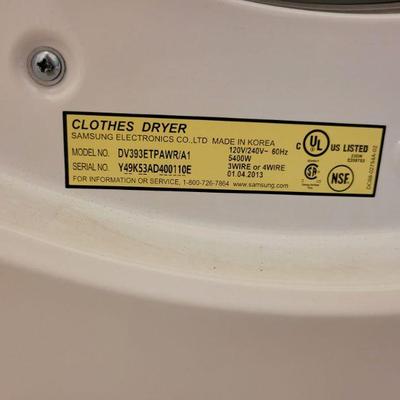 CLOTHES DRYER
SAMSUNG ELECTRONICS CO.,LTD MADE IN KOREA
MODEL NO. DV393ETPAWR/A1 120V/240V~ 60Hz
5400W
SERIAL NO. Y49K53AD400110E 3WIRE or 4WIRE
01.04.2013
FOR INFORMATION OR SERVICE, 1-800-726-7864 www.samsung.com
C UL US LISTED
NSF